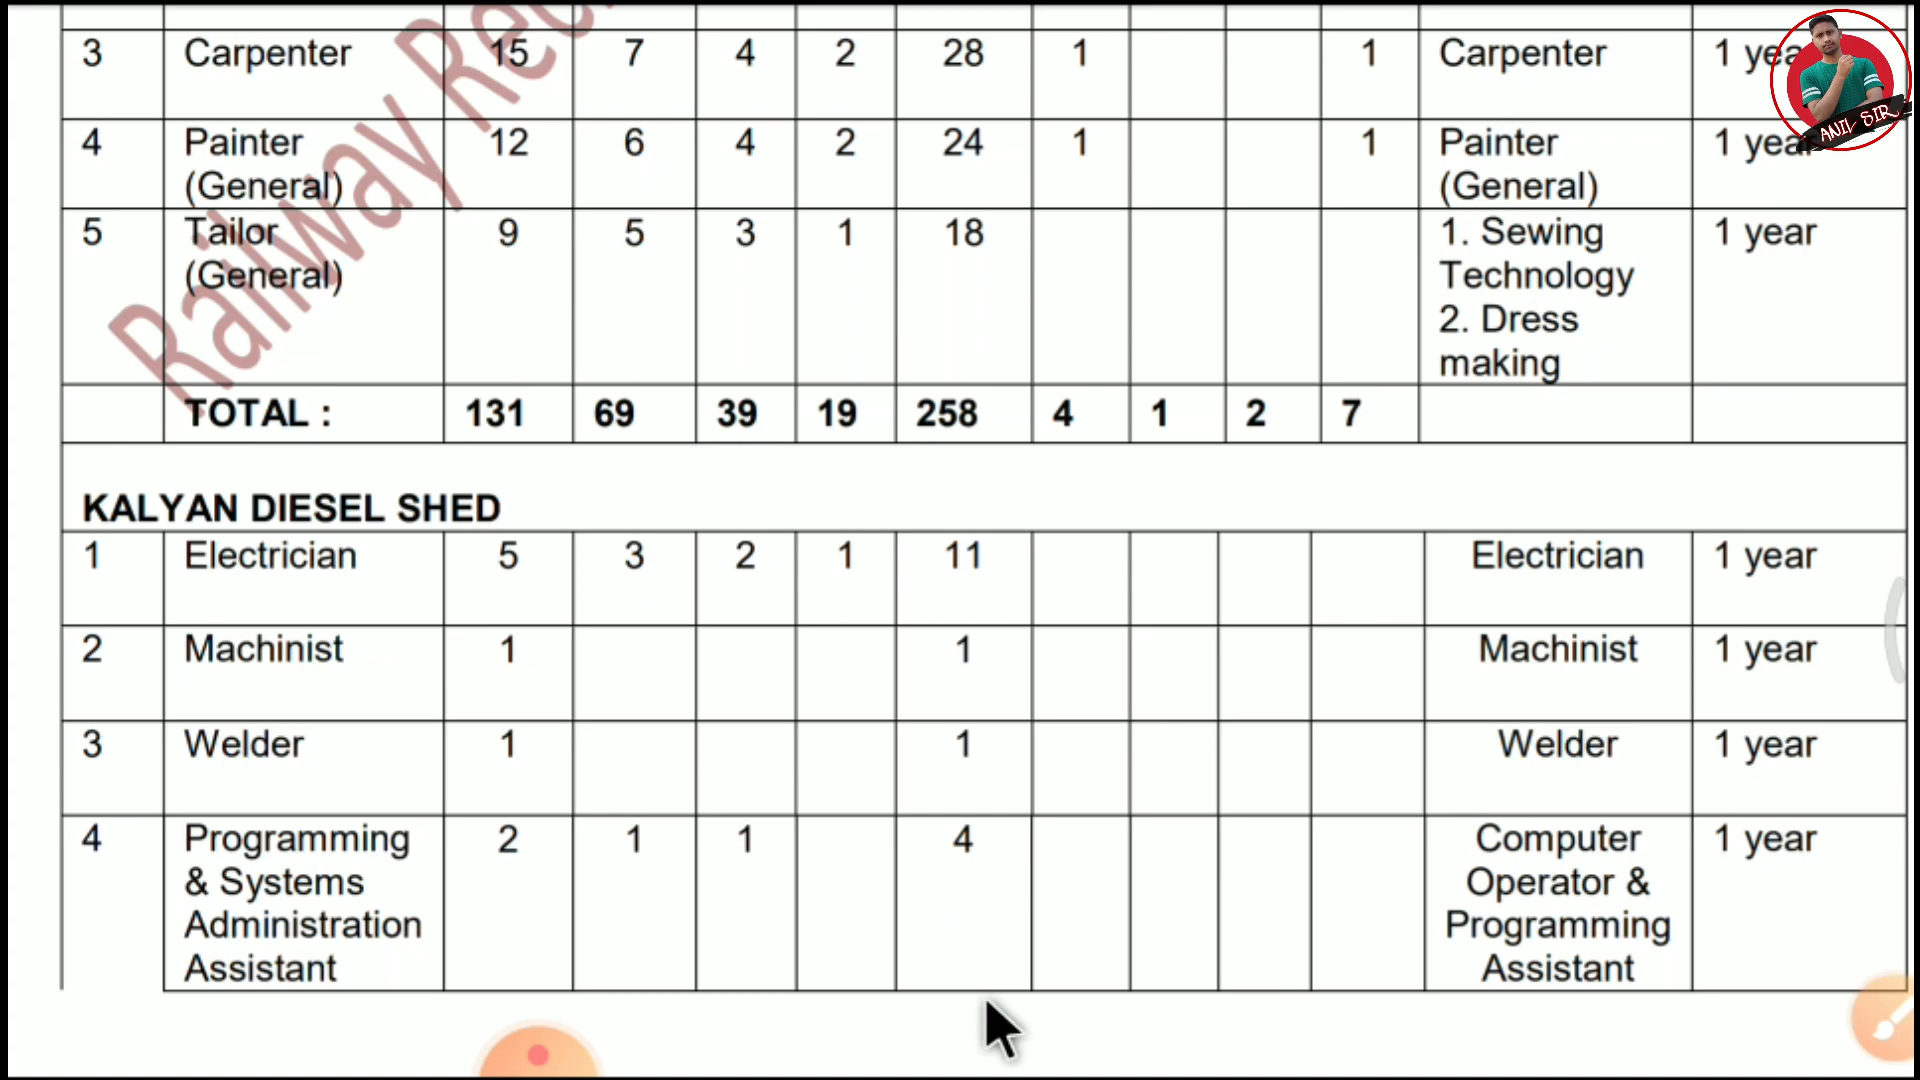 3 Carpenter 15 7 4 2 28 1 1 Carpenter 1 year
4 Painter 12 6 4 2 24 1 1 Painter 1 year
(General) (General)
5 Tailor 9 5 3 1 18 1. Sewing 1 year
(General) Technology
2. Dress
making
TOTAL : 131 69 39 19 258 4 1 2 7
KALYAN DIESEL SHED
1 Electrician 5 3 2 1 11 Electrician 1 year
2 Machinist 1 1 Machinist 1 year
3 Welder 1 1 Welder 1 year
4 Programming 2 1 1 4 Computer 1 year
& Systems Operator &
Administration Programming
Assistant Assistant
Railway
ANIL SIR